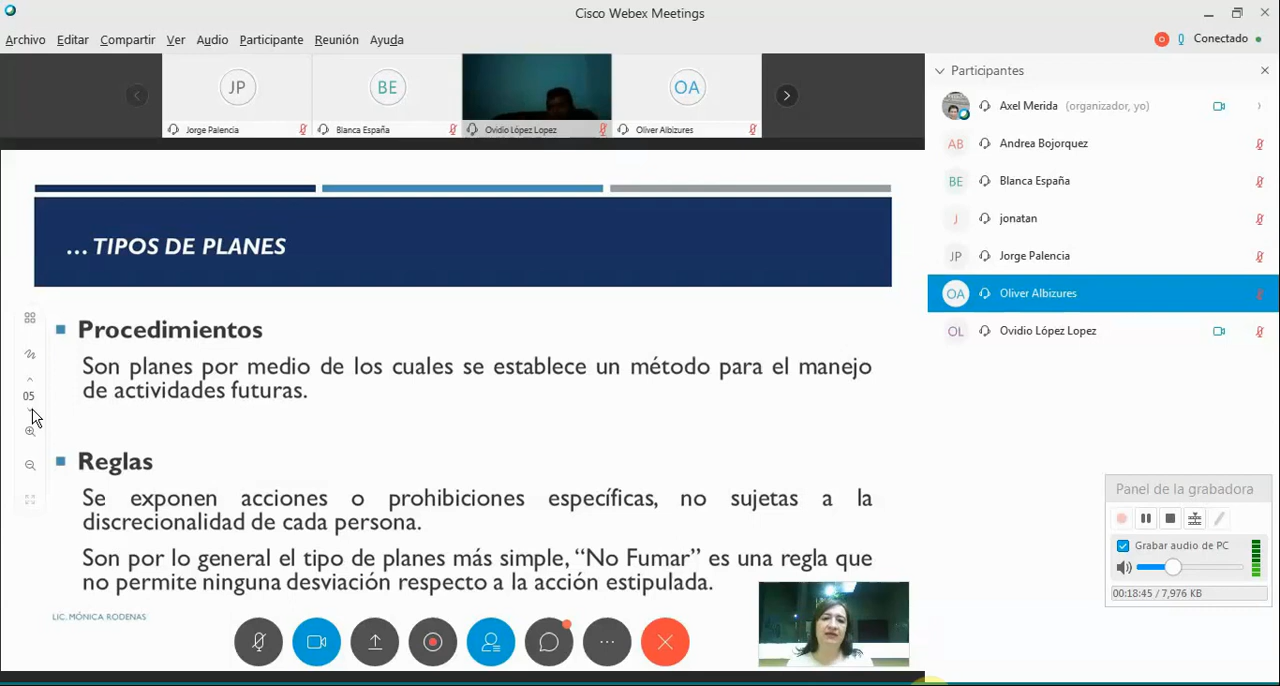 Cisco Webex Meetings
Archivo Editar Compartir Ver Audio Participante Reunión Ayuda
Conectado
JP
BE
OA
Jorge Palencia
Blanca España
Ovidio López Lopez
Oliver Albizures
Participantes
Axel Merida (organizador, yo)
AB Andrea Bojorquez
BE Blanca España
J jonatan
JP Jorge Palencia
OA Oliver Albizures
OL Ovidio López Lopez
... TIPOS DE PLANES
Procedimientos
Son planes por medio de los cuales se establece un método para el manejo
de actividades futuras.
05
Reglas
Se exponen acciones o prohibiciones específicas, no sujetas a la
discrecionalidad de cada persona.
Son por lo general el tipo de planes más simple, “No Fumar” es una regla que
no permite ninguna desviación respecto a la acción estipulada.
LIC. MÓNICA RODENAS
Panel de la grabadora
Grabar audio de PC
00:18:45 / 7,976 KB